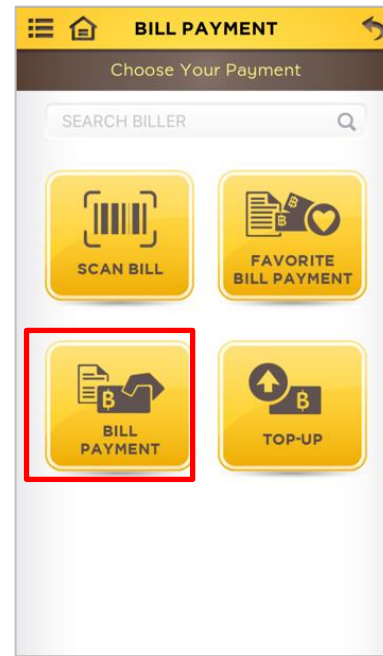 BILL PAYMENT
Choose Your Payment
SEARCH BILLER
SCAN BILL
FAVORITE
BILL PAYMENT
BILL
PAYMENT
TOP-UP